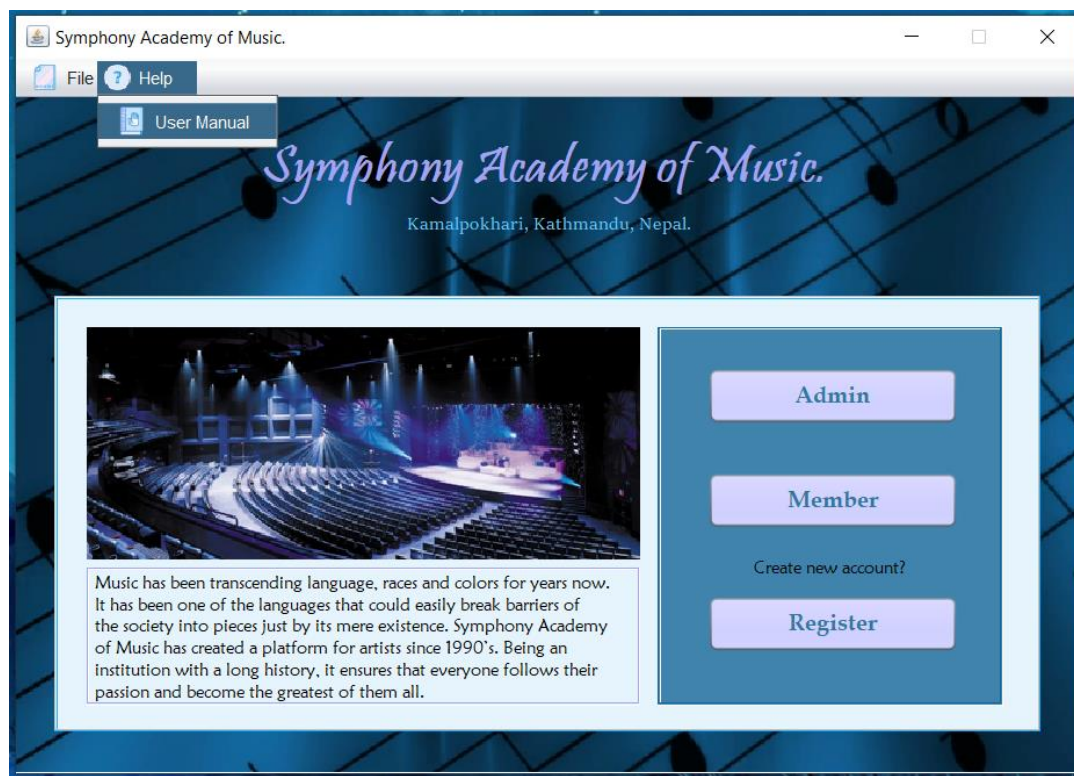 Symphony Academy of Music.
File
Help
User Manual
Symphony Academy of Music.
Kamalpokhari, Kathmandu, Nepal.
Music has been transcending language, races and colors for years now.
It has been one of the languages that could easily break barriers of
the society into pieces just by its mere existence. Symphony Academy
of Music has created a platform for artists since 1990's. Being an
institution with a long history, it ensures that everyone follows their
passion and become the greatest of them all.
Admin
Member
Create new account?
Register